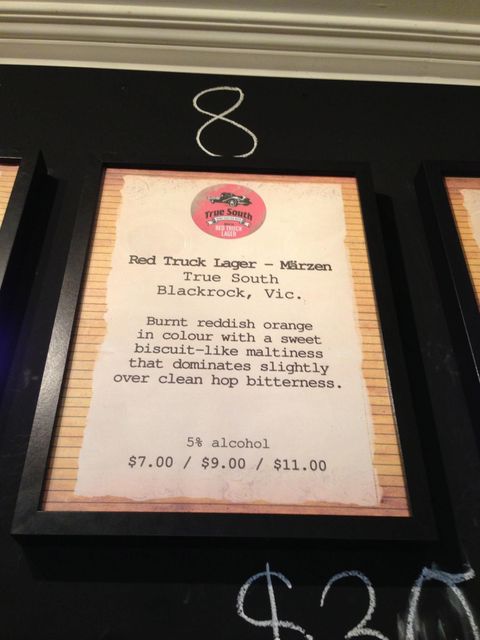 8
True South
RED TRUCK
LAGER
Red Truck Lager - Märzen
True South
Blackrock, Vic.
Burnt reddish orange
in colour with a sweet
biscuit-like maltiness
that dominates slightly
over clean hop bitterness.
5% alcohol
$7.00 / $9.00 / $11.00